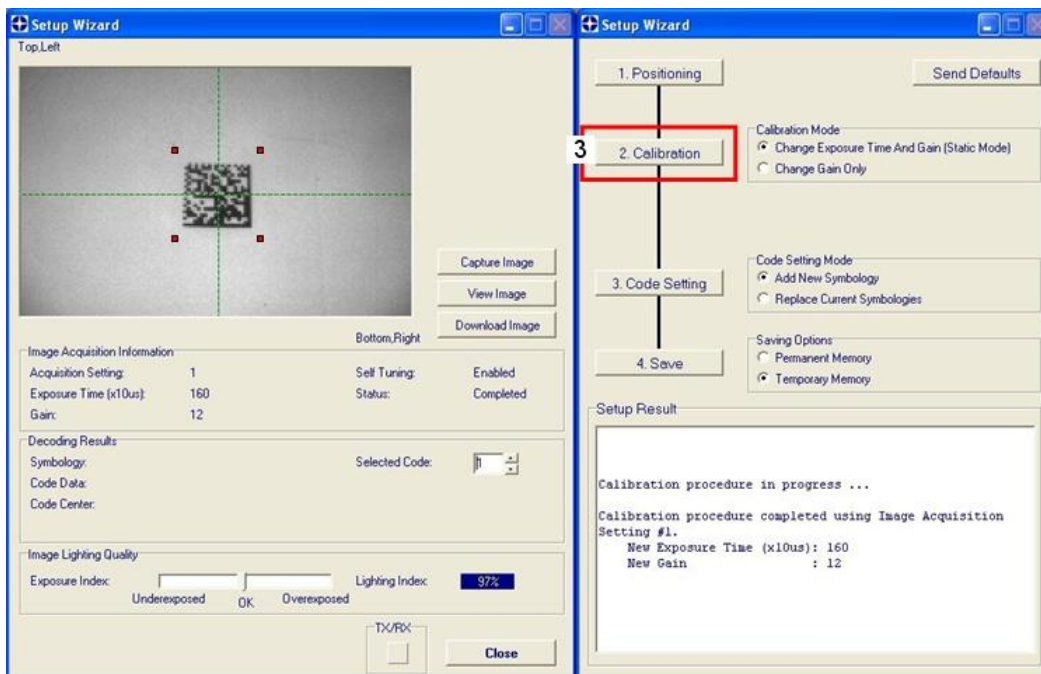 Setup Wizard
Top,Left
Capture Image
View Image
Download Image
Bottom,Right
Image Acquisition Information
Acquisition Setting: 1 Self Tuning: Enabled
Exposure Time (x10us): 160 Status: Completed
Gain: 12
Decoding Results
Symbology: Selected Code: 1
Code Data:
Code Center:
Image Lighting Quality
Exposure Index: Lighting Index: 97%
Underexposed OK Overexposed
TX/RX
Close
Setup Wizard
1. Positioning Send Defaults
3
2. Calibration
Calibration Mode
Change Exposure Time And Gain (Static Mode)
Change Gain Only
3. Code Setting
Code Setting Mode
Add New Symbology
Replace Current Symbologies
4. Save
Saving Options
Permanent Memory
Temporary Memory
Setup Result
Calibration procedure in progress ...
Calibration procedure completed using Image Acquisition
Setting #1.
New Exposure Time (x10us): 160
New Gain : 12